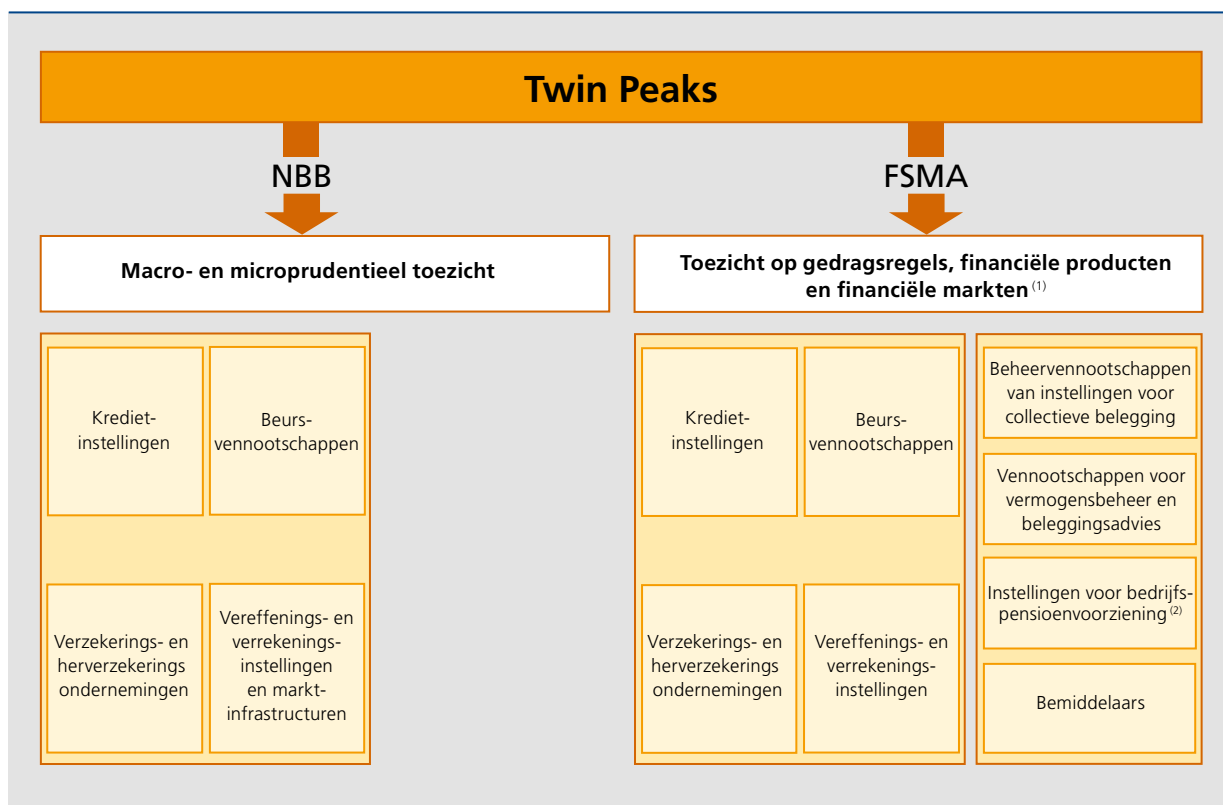 Twin Peaks
NBB
FSMA
Macro- en microprudentieel toezicht
Toezicht op gedragsregels, financiële producten
en financiële markten (1)
Krediet-
instellingen
Beurs-
vennootschappen
Verzekerings- en
herverzekerings
ondernemingen
Vereffenings- en
verrekenings-
instellingen
en markt-
infrastructuren
Krediet-
instellingen
Beurs-
vennootschappen
Verzekerings- en
herverzekerings
ondernemingen
Vereffenings- en
verrekenings-
instellingen
Beheervennootschappen
van instellingen voor
collectieve belegging
Vennootschappen voor
vermogensbeheer en
beleggingsadvies
Instellingen voor bedrijfs-
pensioenvoorziening (2)
Bemiddelaars